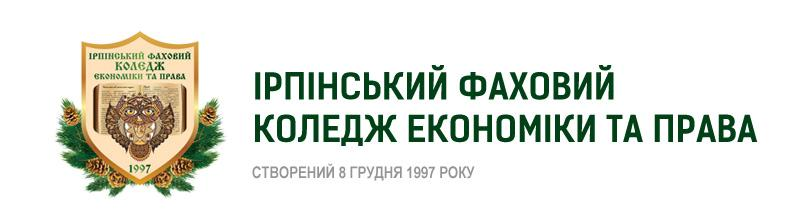 ІРПІНСЬКИЙ ФАХОВИЙ
КОЛЕДЖ
ЕКОНОМІКИ ТА ПРАВА
1997
ІРПІНСЬКИЙ ФАХОВИЙ
КОЛЕДЖ ЕКОНОМІКИ ТА ПРАВА
СТВОРЕНИЙ 8 ГРУДНЯ 1997 РОКУ